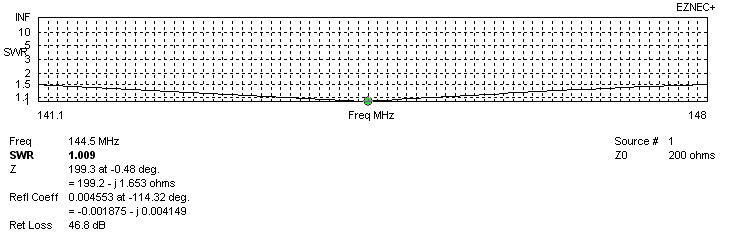 EZNEC+
INF
10
5
SWR
3
2
1.5
1.1
141.1 Freq MHz 148
Freq 144.5 MHz Source # 1
SWR 1.009 Z0 200 ohms
Z 199.3 at -0.48 deg.
= 199.2 - j 1.653 ohms
Refl Coeff 0.004553 at -114.32 deg.
= -0.001875 - j 0.004149
Ret Loss 46.8 dB